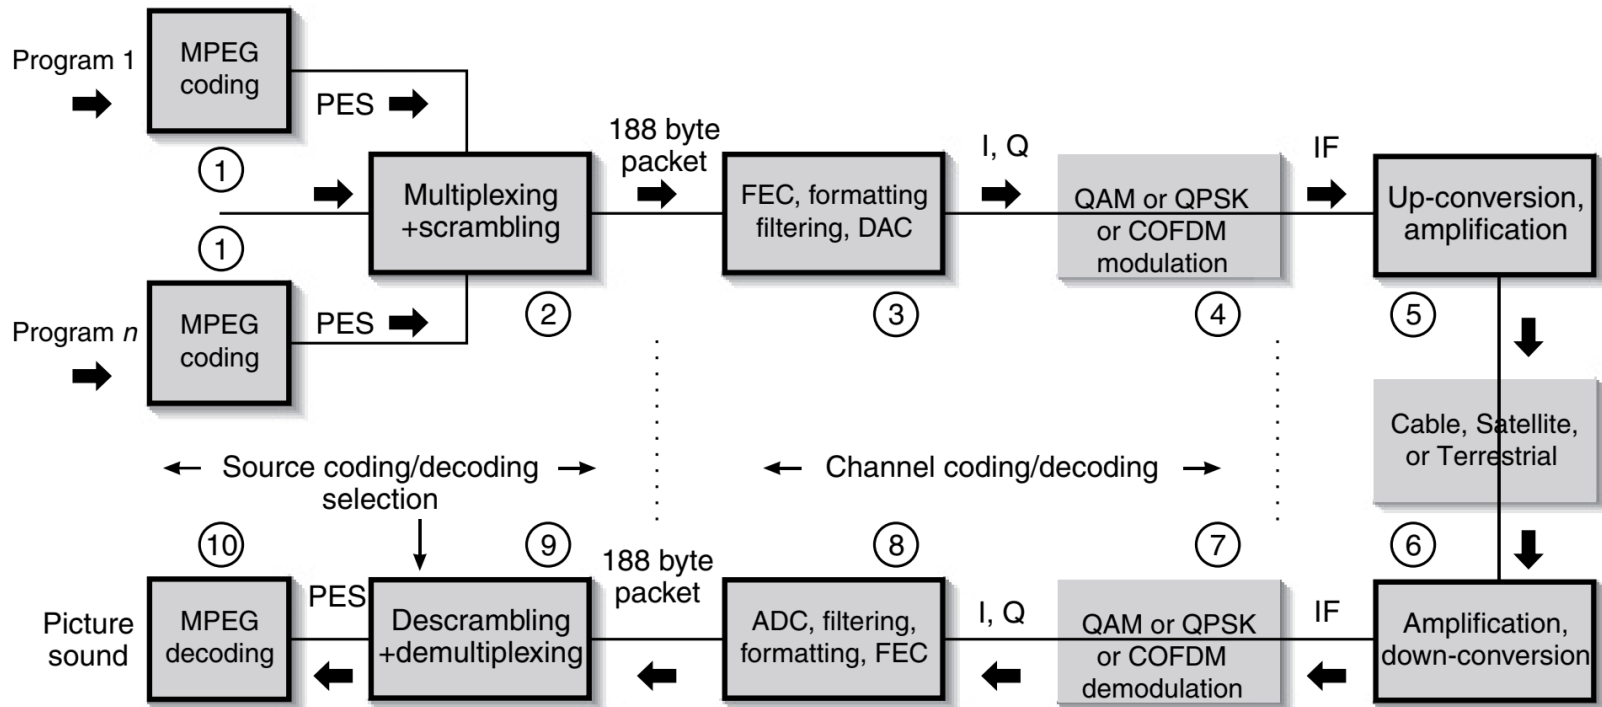 Program 1
MPEG
coding
PES
1
188 byte
packet
I, Q
IF
Multiplexing
+scrambling
FEC, formatting
filtering, DAC
QAM or QPSK
or COFDM
modulation
Up-conversion,
amplification
1
2
3
4
5
Program n
MPEG
coding
PES
Cable, Satellite,
or Terrestrial
Source coding/decoding
selection
Channel coding/decoding
10
9
8
7
6
Picture
sound
MPEG
decoding
PES
Descrambling
+demultiplexing
188 byte
packet
ADC, filtering,
formatting, FEC
I, Q
QAM or QPSK
or COFDM
demodulation
IF
Amplification,
down-conversion